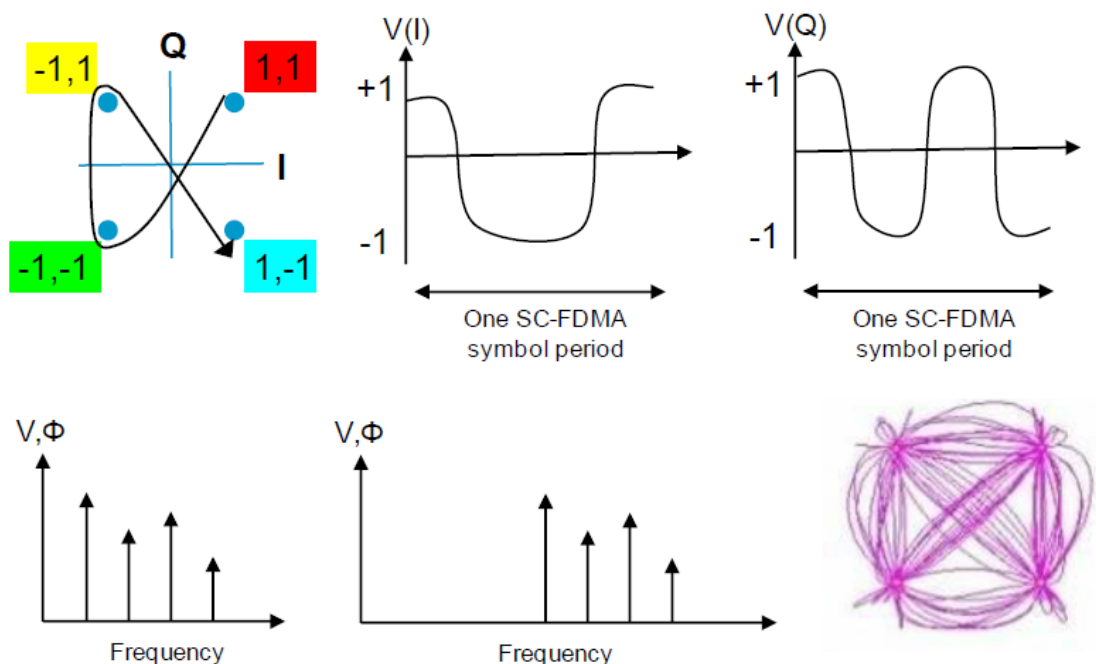 Q
-1,1
1,1
I
-1,-1
1,-1
V(I)
+1
-1
One SC-FDMA
symbol period
V(Q)
+1
-1
One SC-FDMA
symbol period
V,Φ
Frequency
V,Φ
Frequency